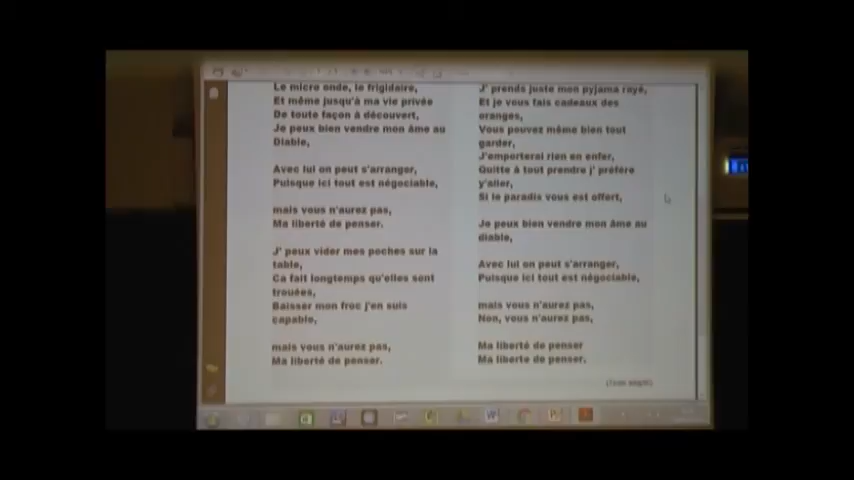 Le micro onde, le frigidaire,
Et même jusqu'à ma vie privée
De toute façon à découvert,
Je peux bien vendre mon âme au
Diable,
Avec lui on peut s'arranger,
Puisque ici tout est négociable,
mais vous n'aurez pas,
Ma liberté de penser.
J' peux vider mes poches sur la
table,
Ca fait longtemps qu'elles sont
trouées,
Baisser mon froc j'en suis
capable,
mais vous n'aurez pas,
Ma liberté de penser.
J' prends juste mon pyjama rayé,
Et je vous fais cadeaux des
oranges,
Vous pouvez même bien tout
garder,
J'emporterai rien en enfer,
Quitte à tout prendre j' préfère
y'aller,
Si le paradis vous est offert,
Je peux bien vendre mon âme au
diable,
Avec lui on peut s'arranger,
Puisque ici tout est négociable,
mais vous n'aurez pas,
Non, vous n'aurez pas,
Ma liberté de penser
Ma liberte de penser.